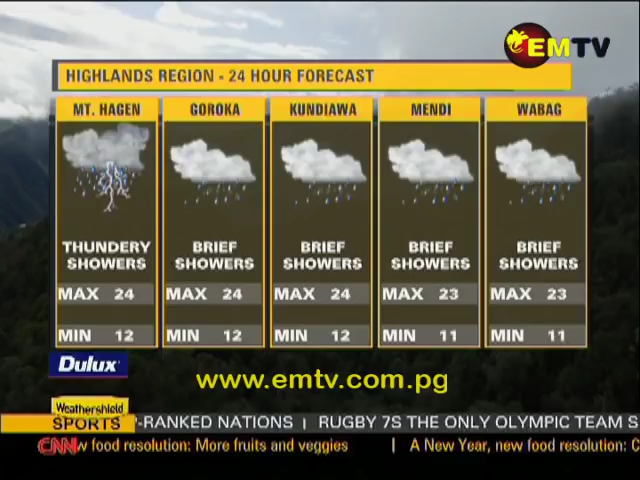 EMTV
HIGHLANDS REGION - 24 HOUR FORECAST
MT. HAGEN GOROKA KUNDIAWA MENDI WABAG
THUNDERY SHOWERS BRIEF SHOWERS BRIEF SHOWERS BRIEF SHOWERS BRIEF SHOWERS
MAX 24 MAX 24 MAX 24 MAX 23 MAX 23
MIN 12 MIN 12 MIN 12 MIN 11 MIN 11
Dulux
www.emtv.com.pg
Weathershield
SPORTS P-RANKED NATIONS | RUGBY 7S THE ONLY OLYMPIC TEAM S
CNN w food resolution: More fruits and veggies | A New Year, new food resolution: C